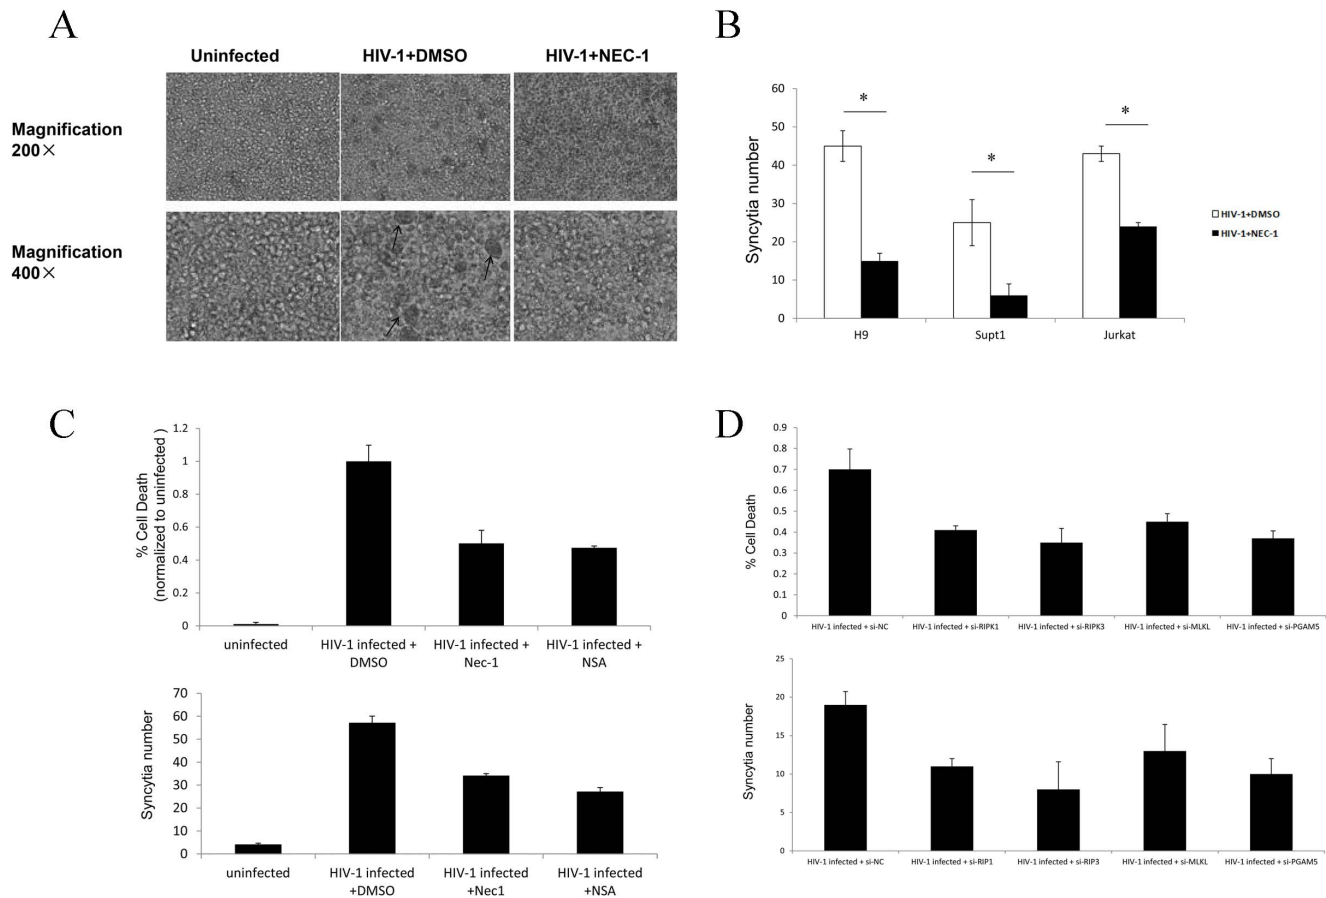 A
Uninfected
HIV-1+DMSO
HIV-1+NEC-1
Magnification
200×
Magnification
400×
B
60
50
40
30
20
10
0
Syncytia number
*
*
*
H9
Supt1
Jurkat
HIV-1+DMSO
HIV-1+NEC-1
C
1.2
1
0.8
0.6
0.4
0.2
0
% Cell Death
(normalized to uninfected )
uninfected
HIV-1 infected +
DMSO
HIV-1 infected +
Nec-1
HIV-1 infected +
NSA
70
60
50
40
30
20
10
0
Syncytia number
uninfected
HIV-1 infected
+DMSO
HIV-1 infected
+Nec1
HIV-1 infected
+NSA
D
0.9
0.8
0.7
0.6
0.5
0.4
0.3
0.2
0.1
0
% Cell Death
HIV-1 infected + si-NC
HIV-1 infected + si-RIPK1
HIV-1 infected + si-RIPK3
HIV-1 infected + si-MLKL
HIV-1 infected + si-PGAM5
25
20
15
10
5
0
Syncytia number
HIV-1 infected + si-NC
HIV-1 infected + si-RIP1
HIV-1 infected + si-RIP3
HIV-1 infected + si-MLKL
HIV-1 infected + si-PGAM5